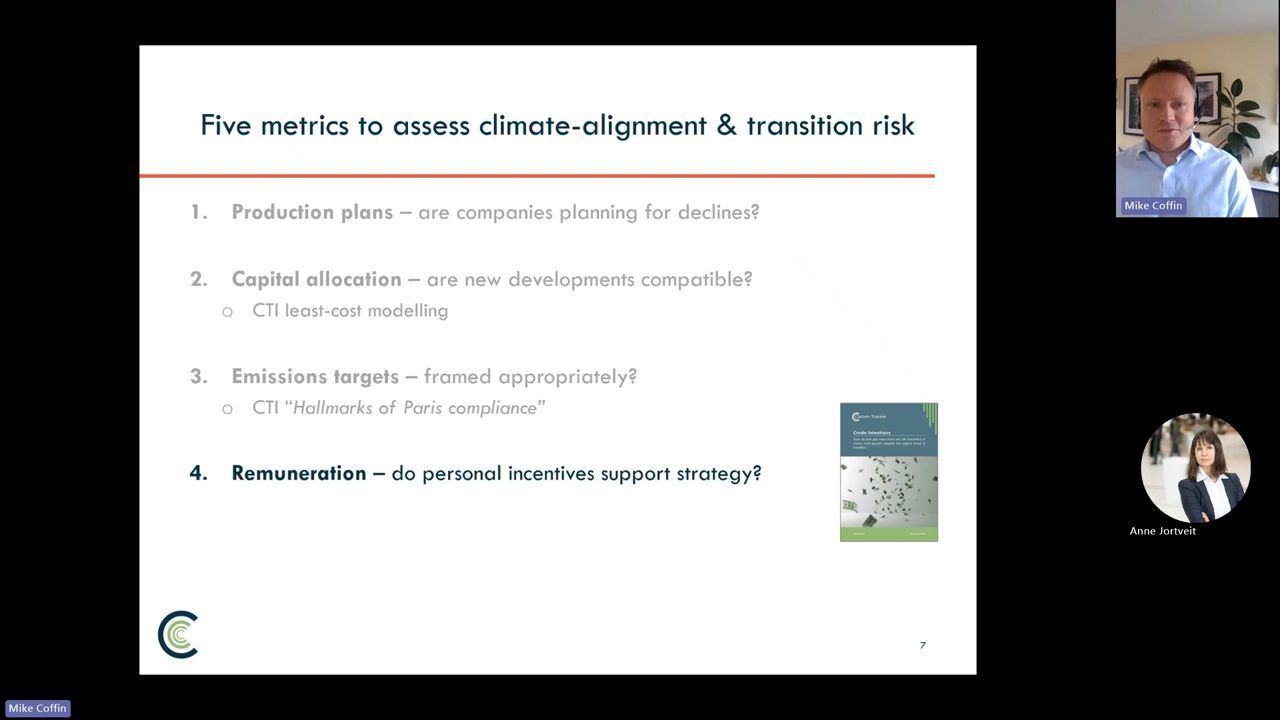 Five metrics to assess climate-alignment & transition risk
1. Production plans – are companies planning for declines?
2. Capital allocation – are new developments compatible?
o CTI least-cost modelling
3. Emissions targets – framed appropriately?
o CTI “Hallmarks of Paris compliance”
4. Remuneration – do personal incentives support strategy?
Crude Intentions
7
Mike Coffin
Anne Jortveit
Mike Coffin